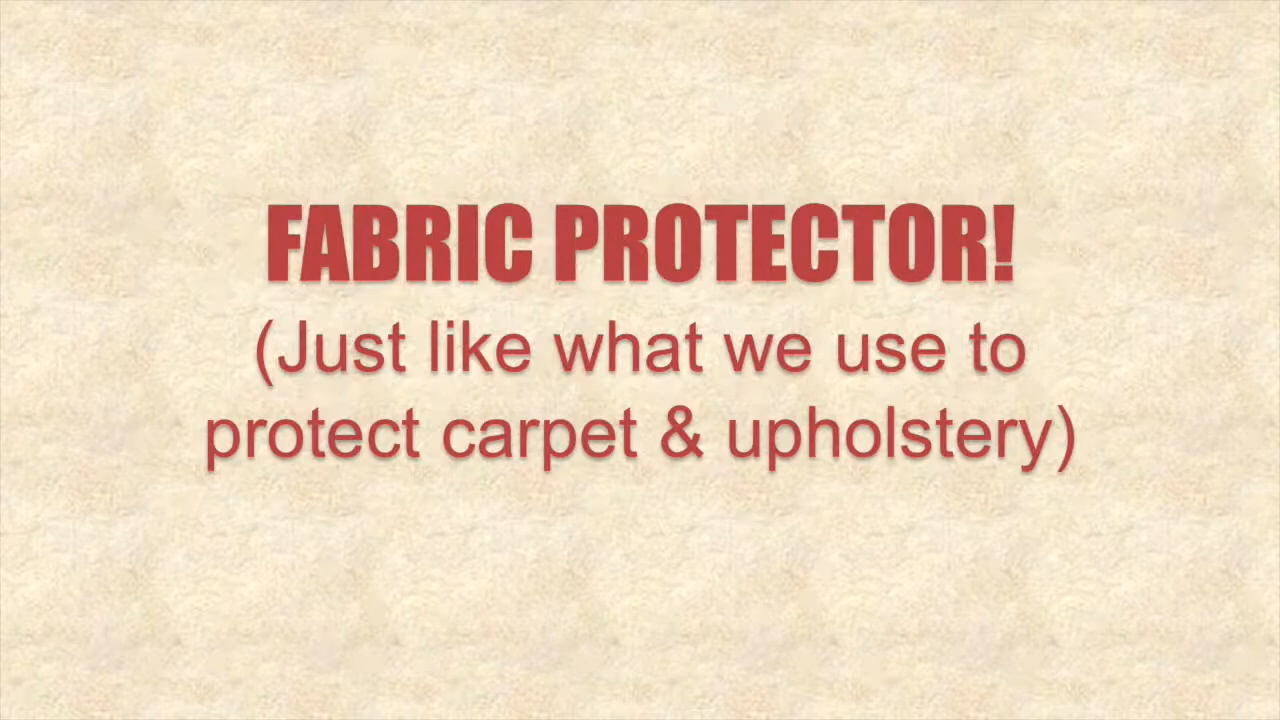 FABRIC PROTECTOR!
(Just like what we use to
protect carpet & upholstery)